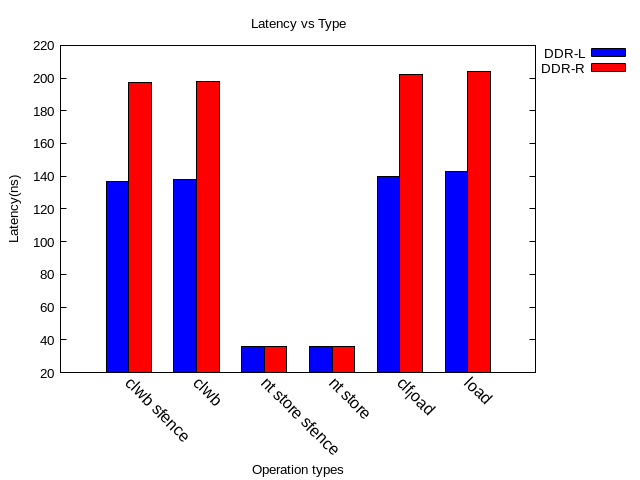 Latency vs Type
DDR-L
DDR-R
Latency(ns)
220
200
180
160
140
120
100
80
60
40
20
clwb sfence
clwb
nt store sfence
nt store
clfload
load
Operation types